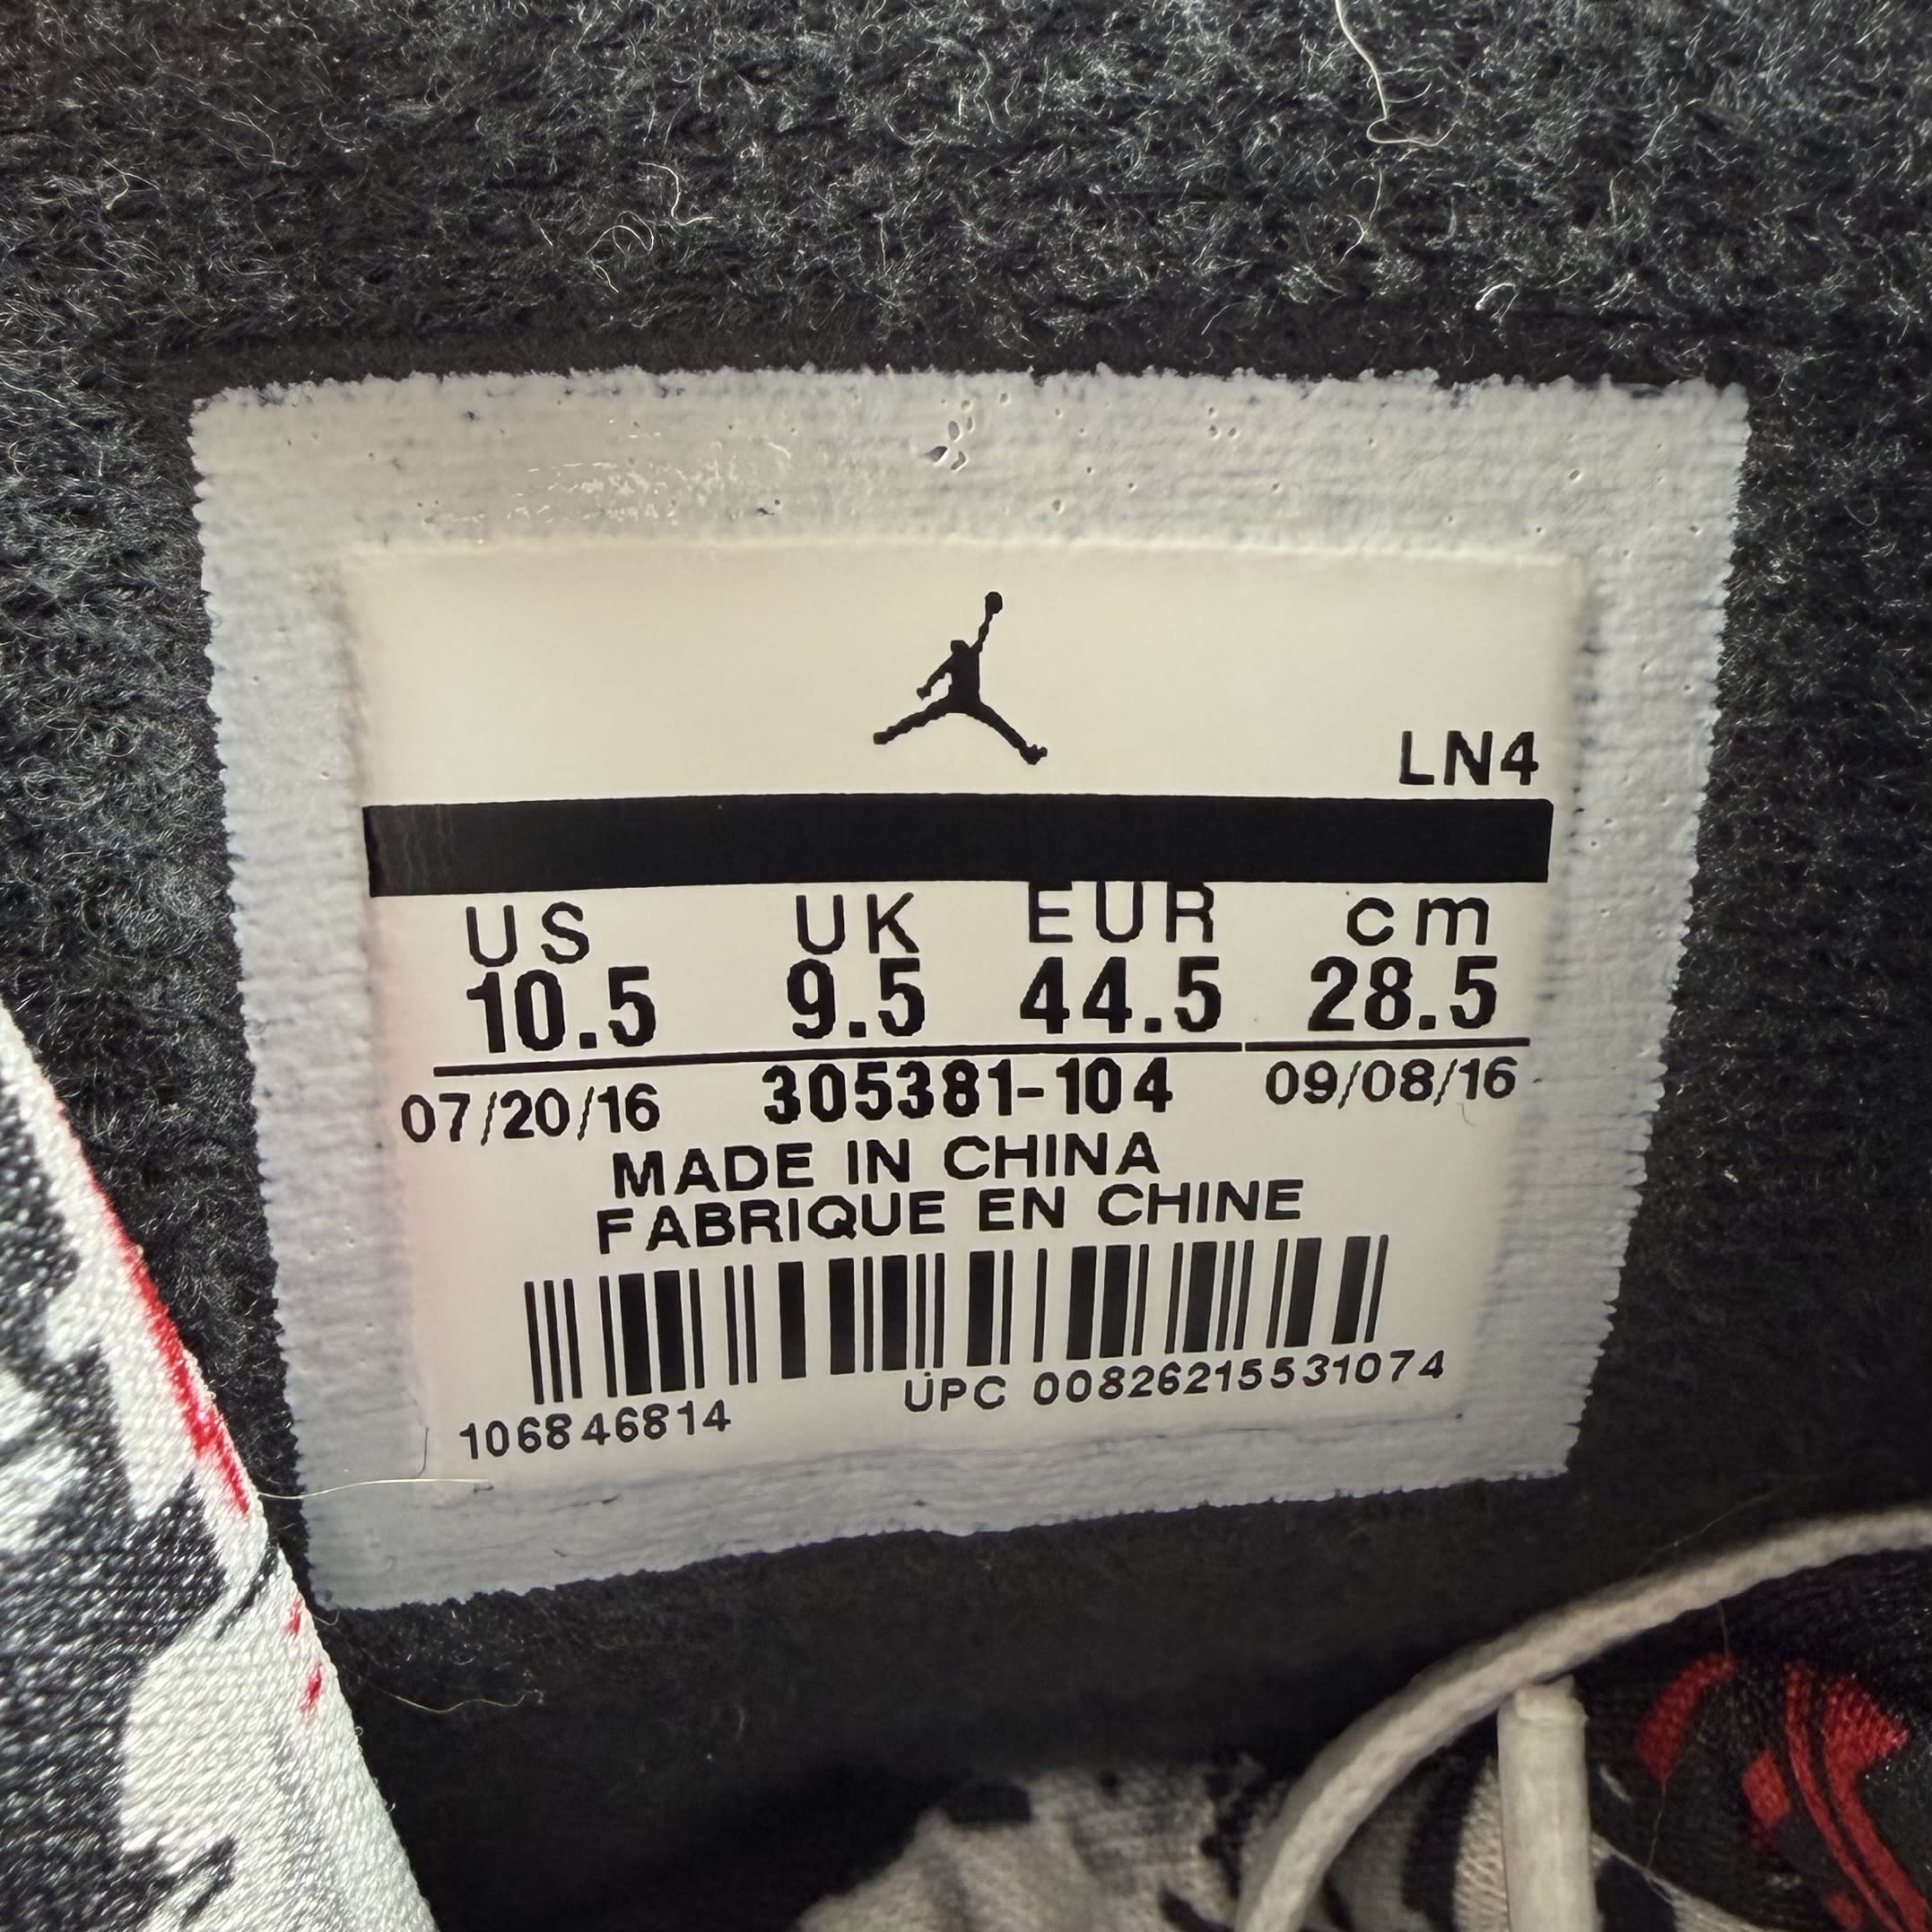 LN4
US UK EUR cm
10.5 9.5 44.5 28.5
07/20/16 305381-104 09/08/16
MADE IN CHINA
FABRIQUE EN CHINE
106846814 UPC 00826215531074